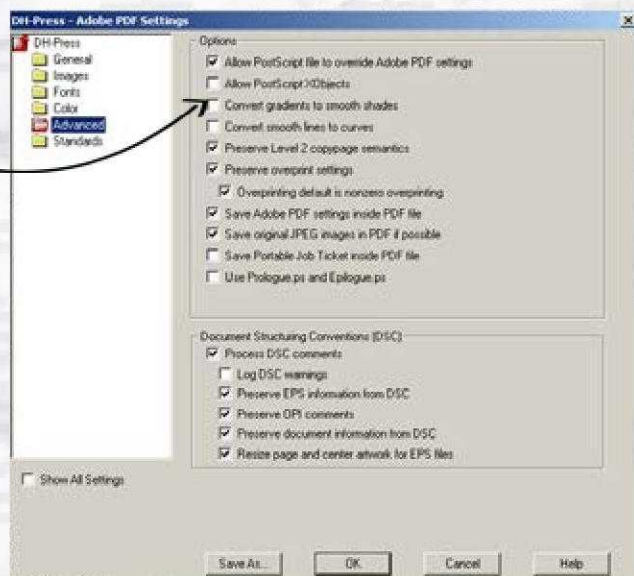 DH-Press - Adobe PDF Settings
DH-Press
General
Images
Fonts
Color
Advanced
Standards
Options
Allow PostScript file to override Adobe PDF settings
Allow PostScript XObjects
Convert gradients to smooth shades
Convert smooth lines to curves
Preserve Level 2 copypage semantics
Preserve overprint settings
Overprinting default is nonzero overprinting
Save Adobe PDF settings inside PDF file
Save original JPEG images in PDF if possible
Save Portable Job Ticket inside PDF file
Use Prologue.ps and Epilogue.ps
Document Structuring Conventions (DSC)
Process DSC comments
Log DSC warnings
Preserve EPS information from DSC
Preserve OPI comments
Preserve document information from DSC
Resize page and center artwork for EPS files
Show All Settings
Save As... OK Cancel Help